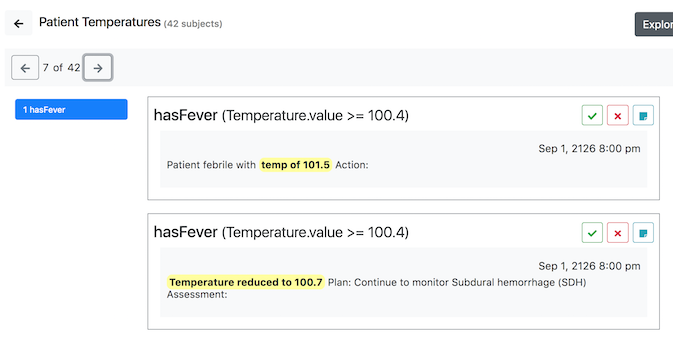 Patient Temperatures (42 subjects)
Explor
7 of 42
1 hasFever
hasFever (Temperature.value >= 100.4)
Sep 1, 2126 8:00 pm
Patient febrile with temp of 101.5 Action:
hasFever (Temperature.value >= 100.4)
Sep 1, 2126 8:00 pm
Temperature reduced to 100.7 Plan: Continue to monitor Subdural hemorrhage (SDH)
Assessment: